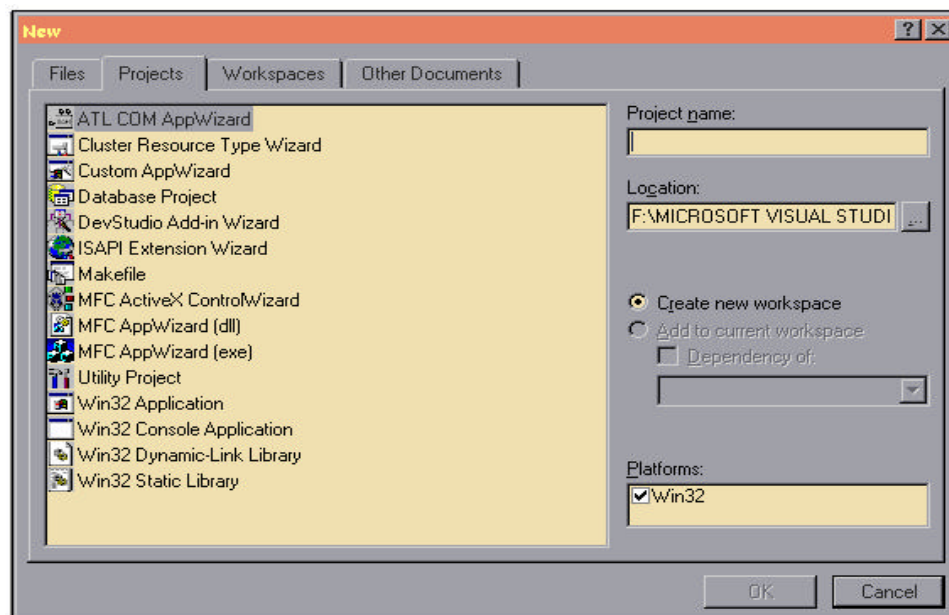 New
Files Projects Workspaces Other Documents
ATL COM AppWizard
Cluster Resource Type Wizard
Custom AppWizard
Database Project
DevStudio Add-in Wizard
ISAPI Extension Wizard
Makefile
MFC ActiveX ControlWizard
MFC AppWizard (dll)
MFC AppWizard (exe)
Utility Project
Win32 Application
Win32 Console Application
Win32 Dynamic-Link Library
Win32 Static Library
Project name:
Location:
F:\MICROSOFT VISUAL STUDI ...
Create new workspace
Add to current workspace
Dependency of:
Platforms:
Win32
OK Cancel